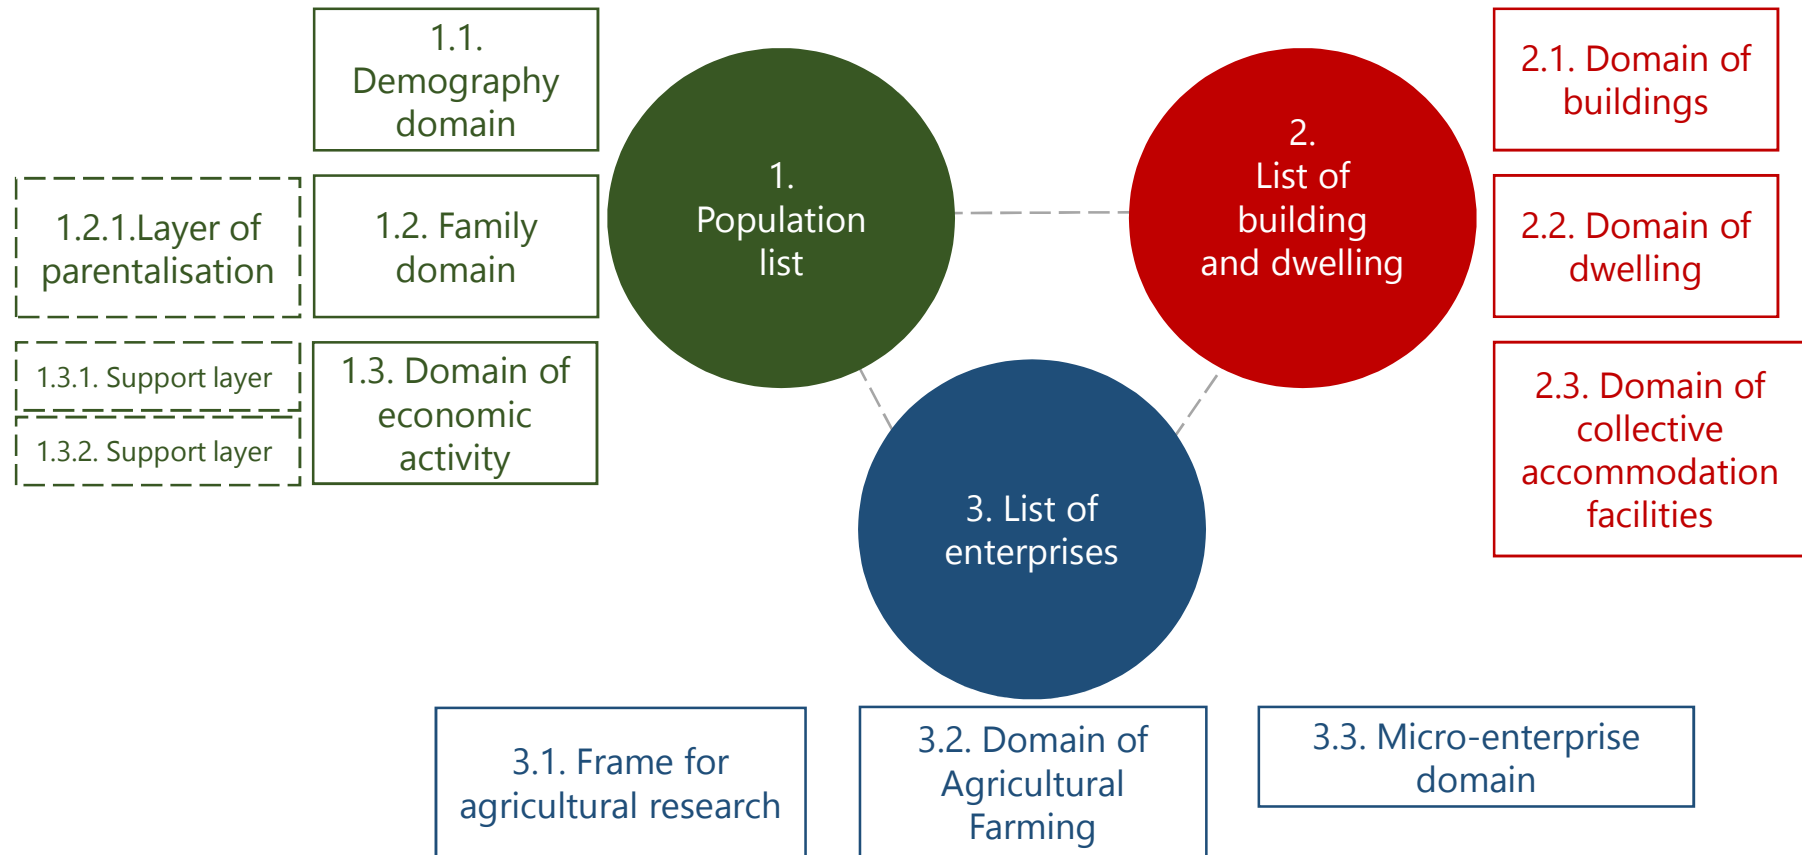 1.1.
Demography
domain
1.2.1.Layer of
parentalisation
1.2. Family
domain
1.3.1. Support layer
1.3.2. Support layer
1.3. Domain of
economic
activity
1.
Population
list
2.
List of
building
and dwelling
2.1. Domain of
buildings
2.2. Domain of
dwelling
2.3. Domain of
collective
accommodation
facilities
3. List of
enterprises
3.1. Frame for
agricultural research
3.2. Domain of
Agricultural
Farming
3.3. Micro-enterprise
domain